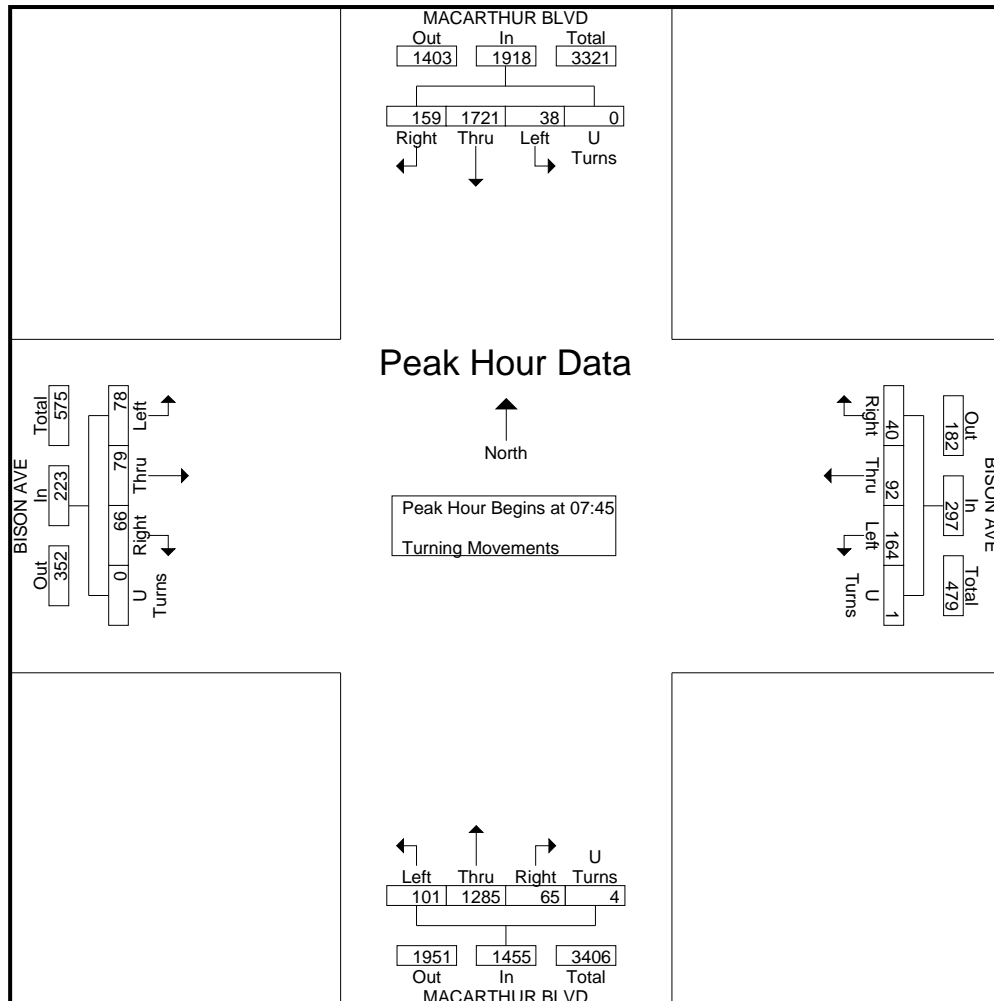 MACARTHUR BLVD
Out In Total
1403 1918 3321
159 1721 38 0
Right Thru Left U Turns
Peak Hour Data
North
Peak Hour Begins at 07:45
Turning Movements
BISON AVE
Total In Out
575 223 352
78 79 66 0
Left Thru Right U Turns
Right Thru Left U Turns
40 92 164 1
Out In Total
182 297 479
BISON AVE
Left Thru Right U Turns
101 1285 65 4
1951 1455 3406
Out In Total
MACARTHUR BLVD